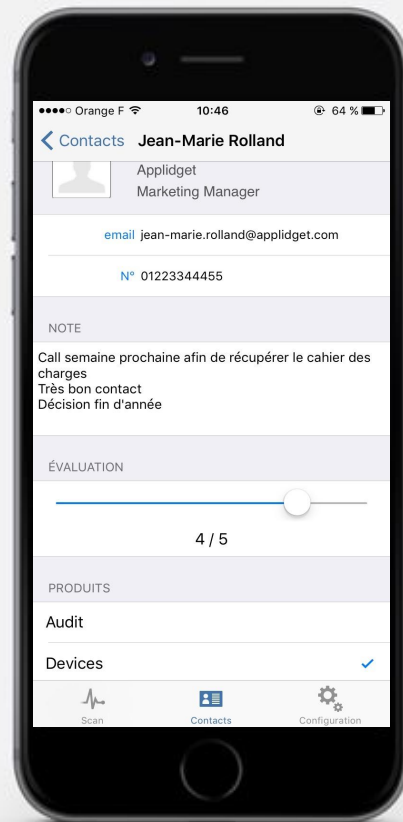 Orange F 10:46 64 %
Contacts Jean-Marie Rolland
Applidget
Marketing Manager
email jean-marie.rolland@applidget.com
N° 01223344455
NOTE
Call semaine prochaine afin de récupérer le cahier des
charges
Très bon contact
Décision fin d'année
ÉVALUATION
4 / 5
PRODUITS
Audit
Devices
Scan Contacts Configuration